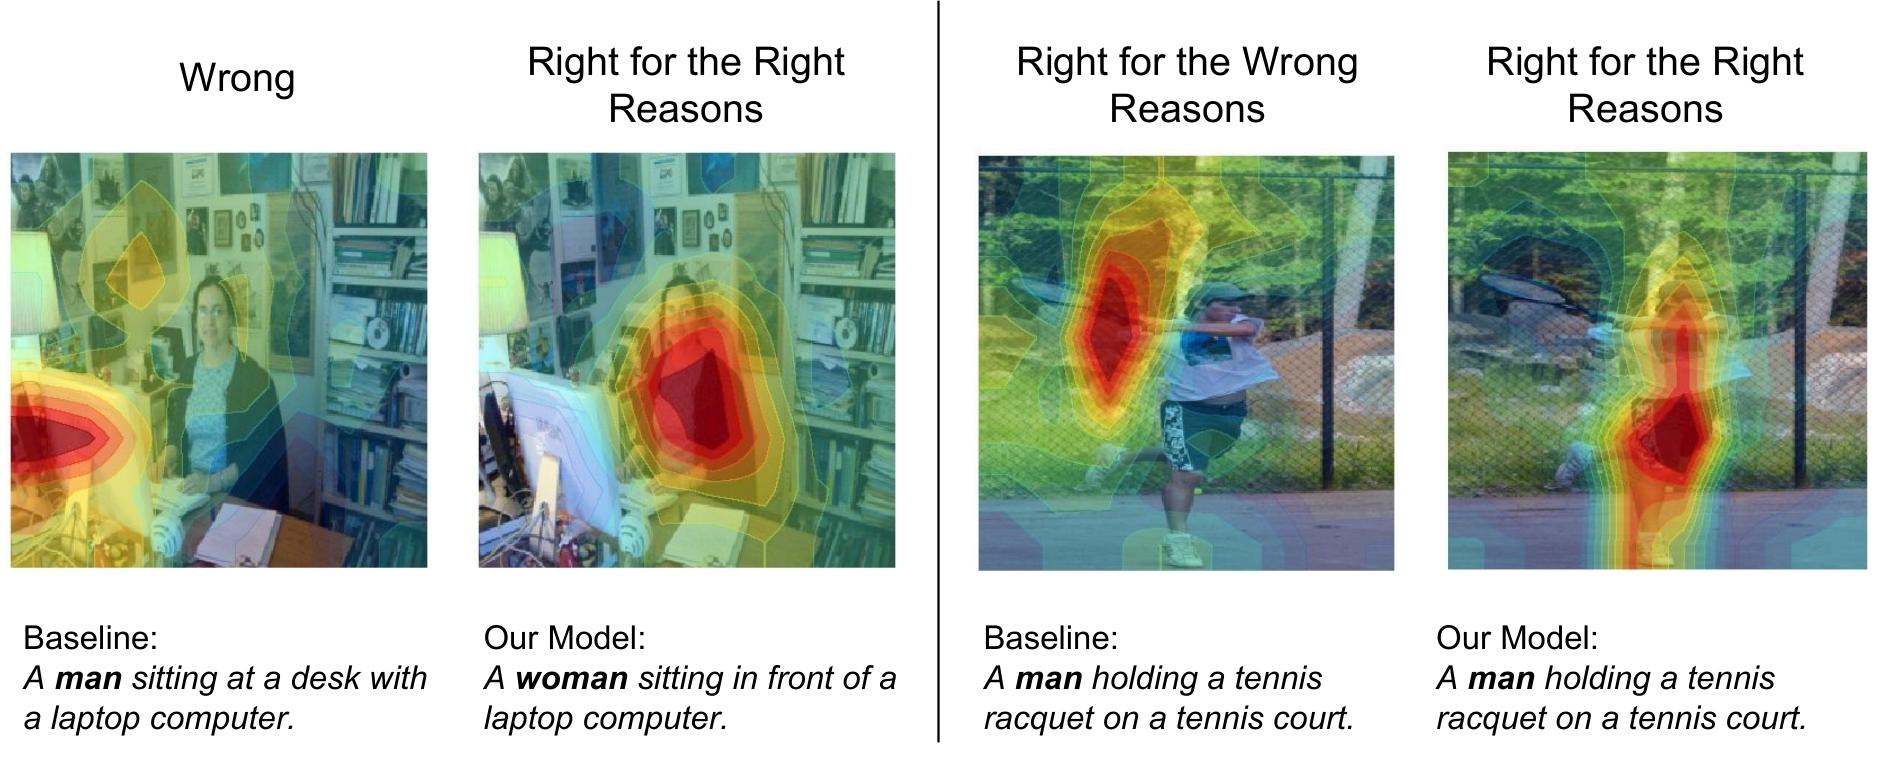 Wrong
Right for the Right
Reasons
Right for the Wrong
Reasons
Right for the Right
Reasons
Baseline:
A man sitting at a desk with
a laptop computer.
Our Model:
A woman sitting in front of a
laptop computer.
Baseline:
A man holding a tennis
racquet on a tennis court.
Our Model:
A man holding a tennis
racquet on a tennis court.